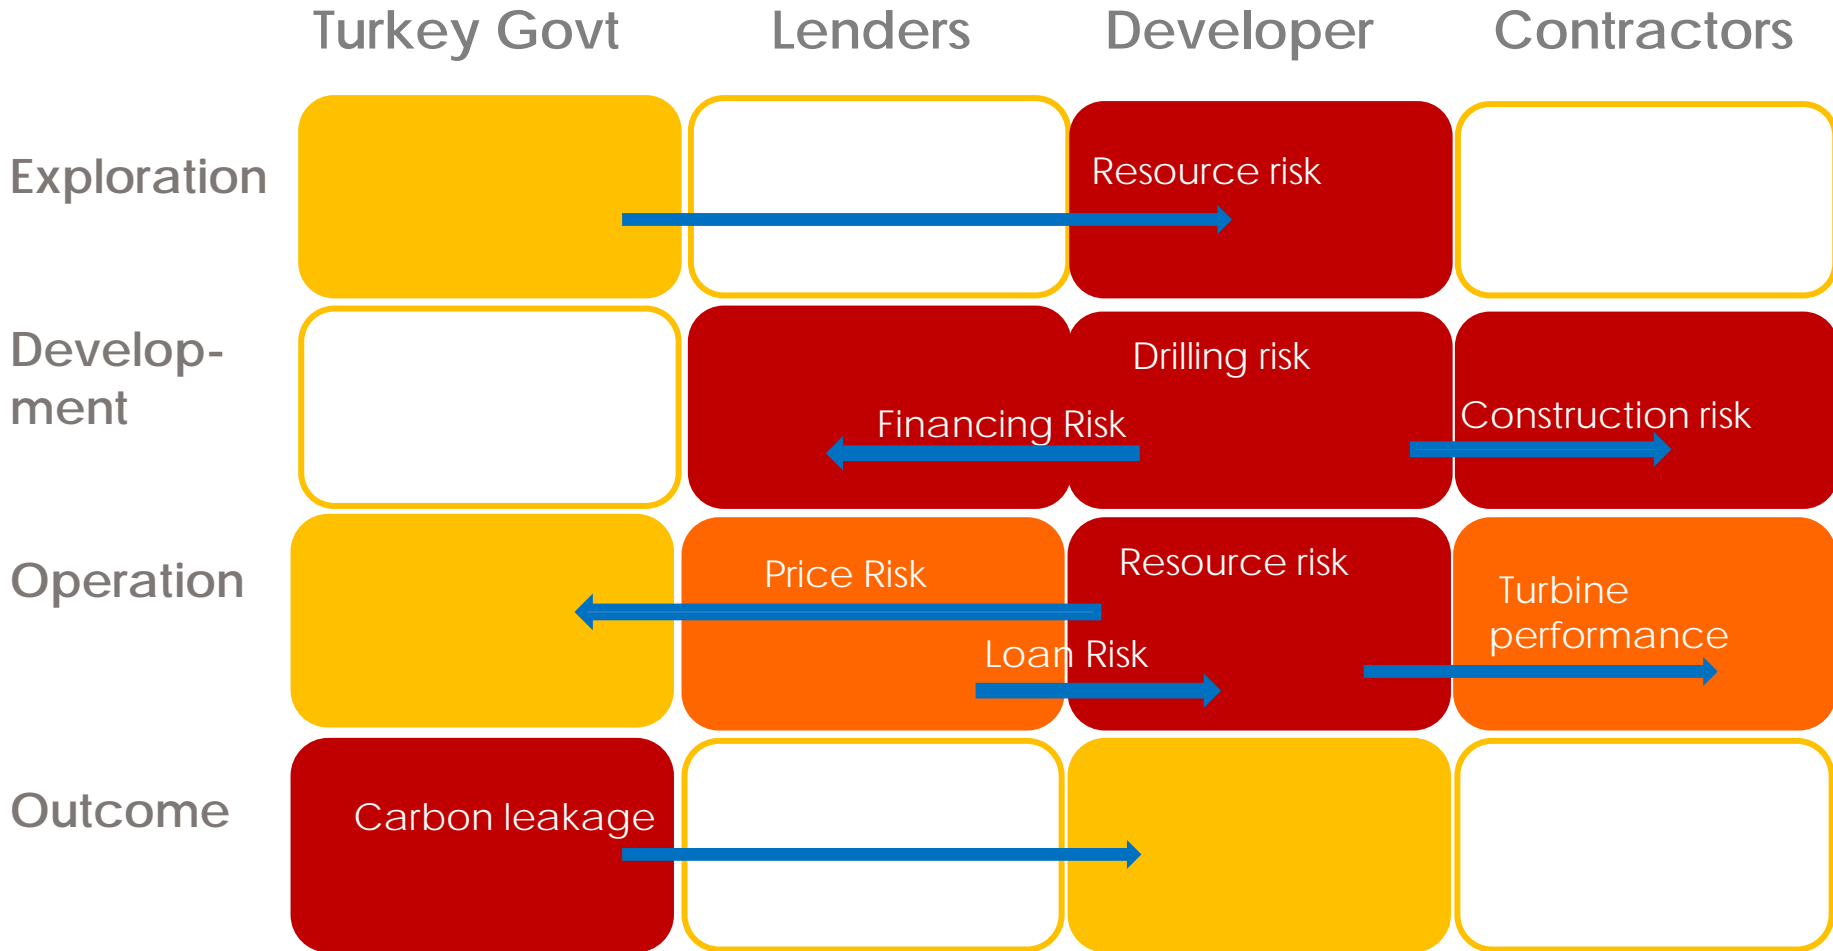 Turkey Govt Lenders Developer Contractors
Exploration
Resource risk
Develop-
ment
Drilling risk
Financing Risk
Construction risk
Operation
Price Risk
Resource risk
Turbine
performance
Loan Risk
Outcome
Carbon leakage